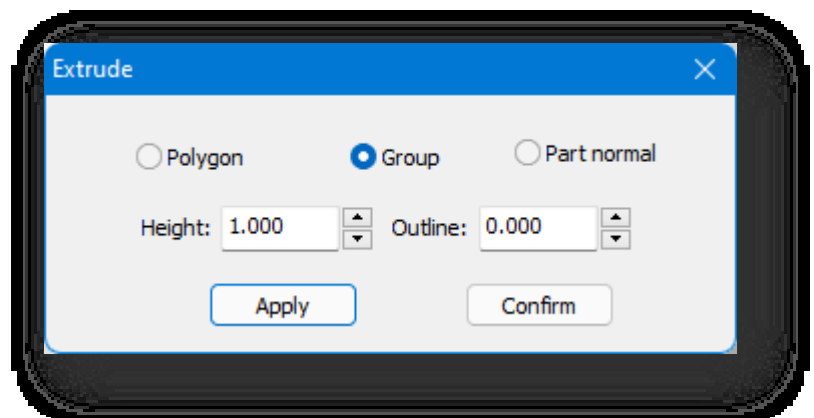 Extrude
Polygon Group Part normal
Height: 1.000 Outline: 0.000
Apply Confirm